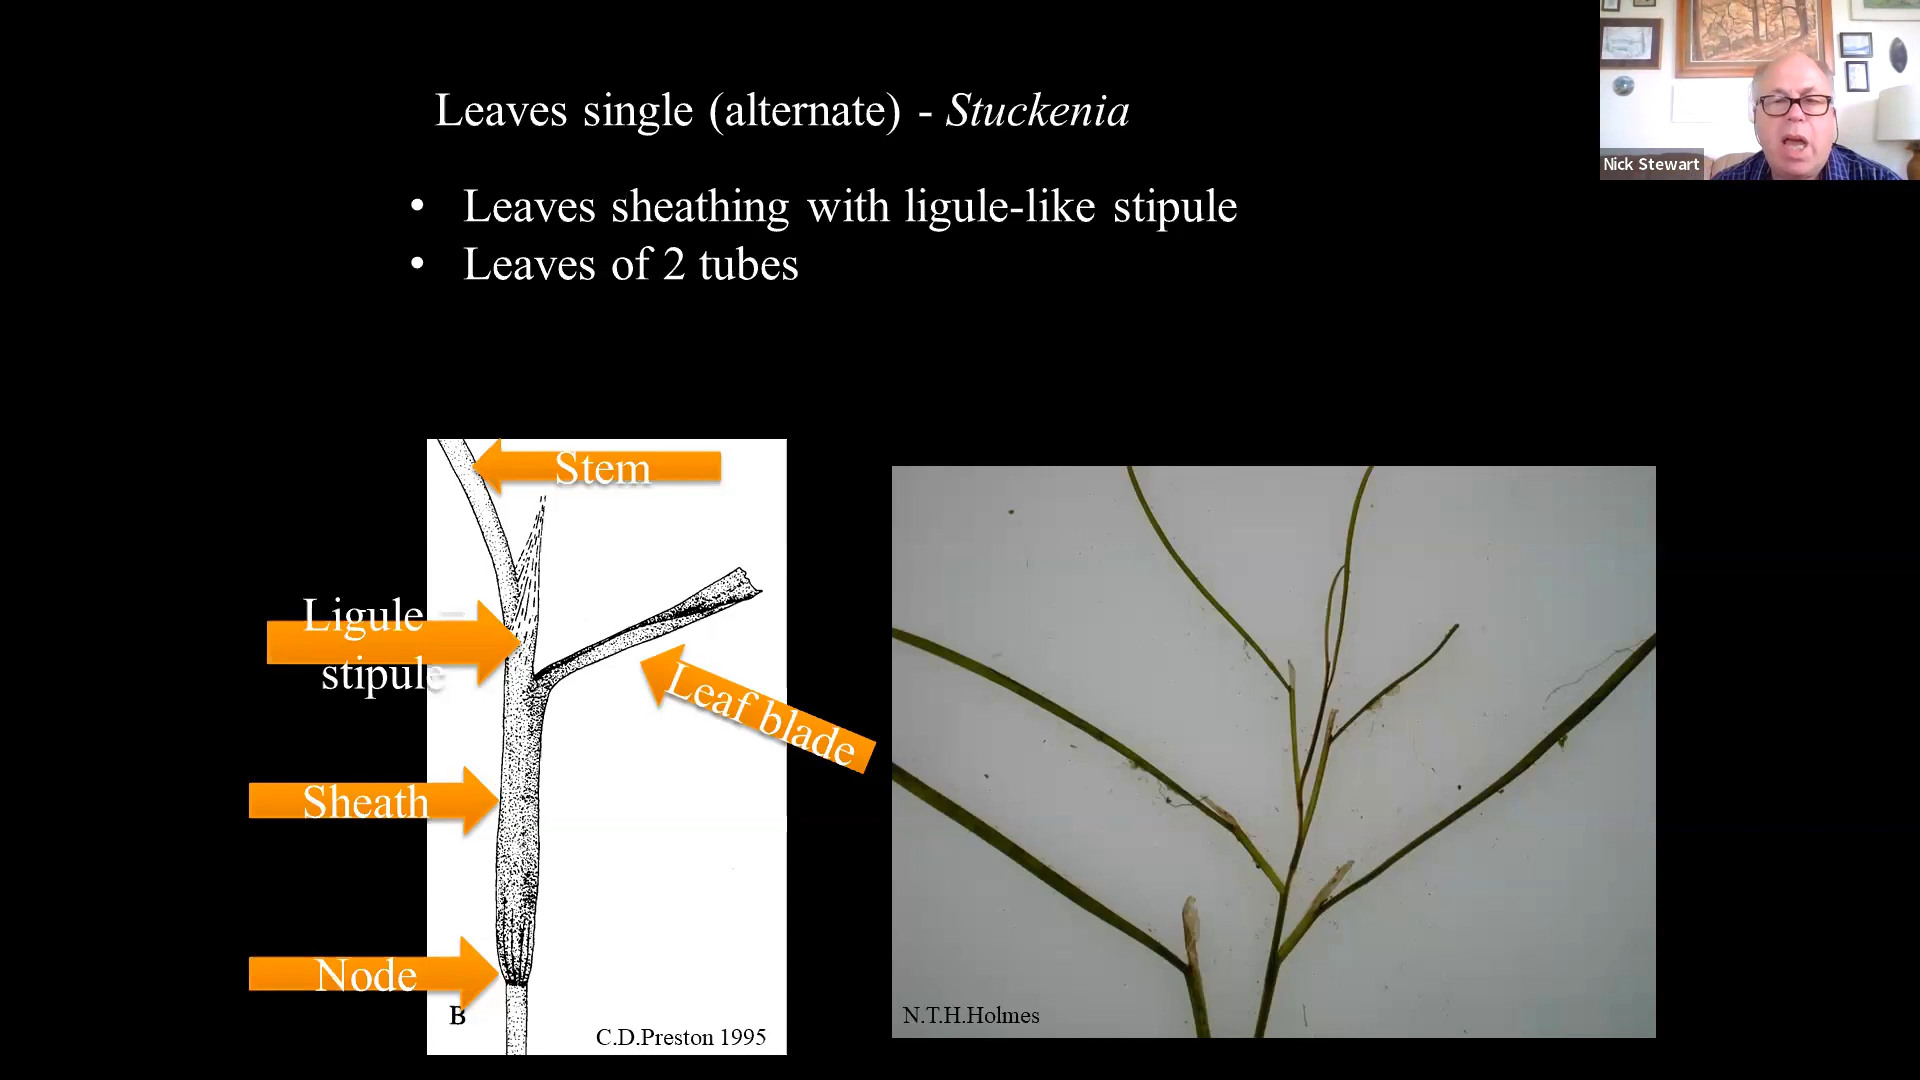 Leaves single (alternate) - Stuckenia
• Leaves sheathing with ligule-like stipule
• Leaves of 2 tubes
Nick Stewart
Stem
Ligule –
stipule
Leaf blade
Sheath
Node
B
C.D.Preston 1995
N.T.H.Holmes